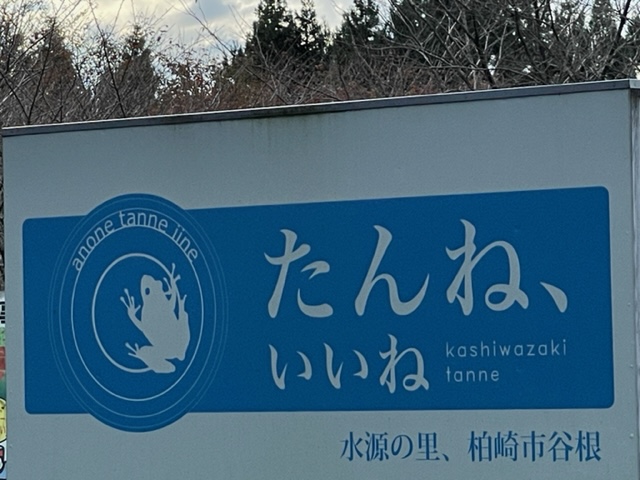 anone tanne iine
たんね、
いいね
kashiwazaki
tanne
水源の里、柏崎市谷根